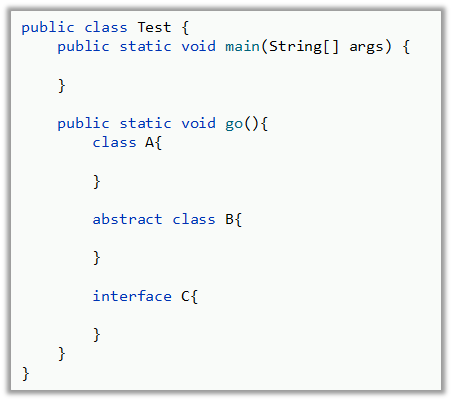 public class Test {
    public static void main(String[] args) {

    }

    public static void go(){
        class A{

        }

        abstract class B{

        }

        interface C{

        }
    }
}